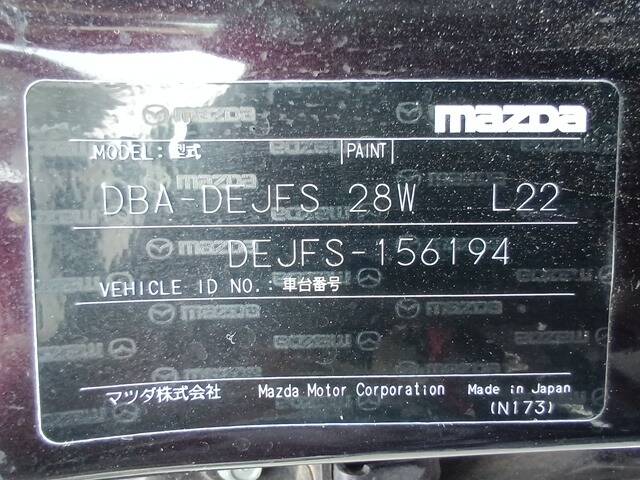 mazda
MODEL:型式 PAINT
DBA-DEJFS 28W L22
DEJFS-156194
VEHICLE ID NO.:車台番号
マツダ株式会社 Mazda Motor Corporation Made in Japan
(N173)